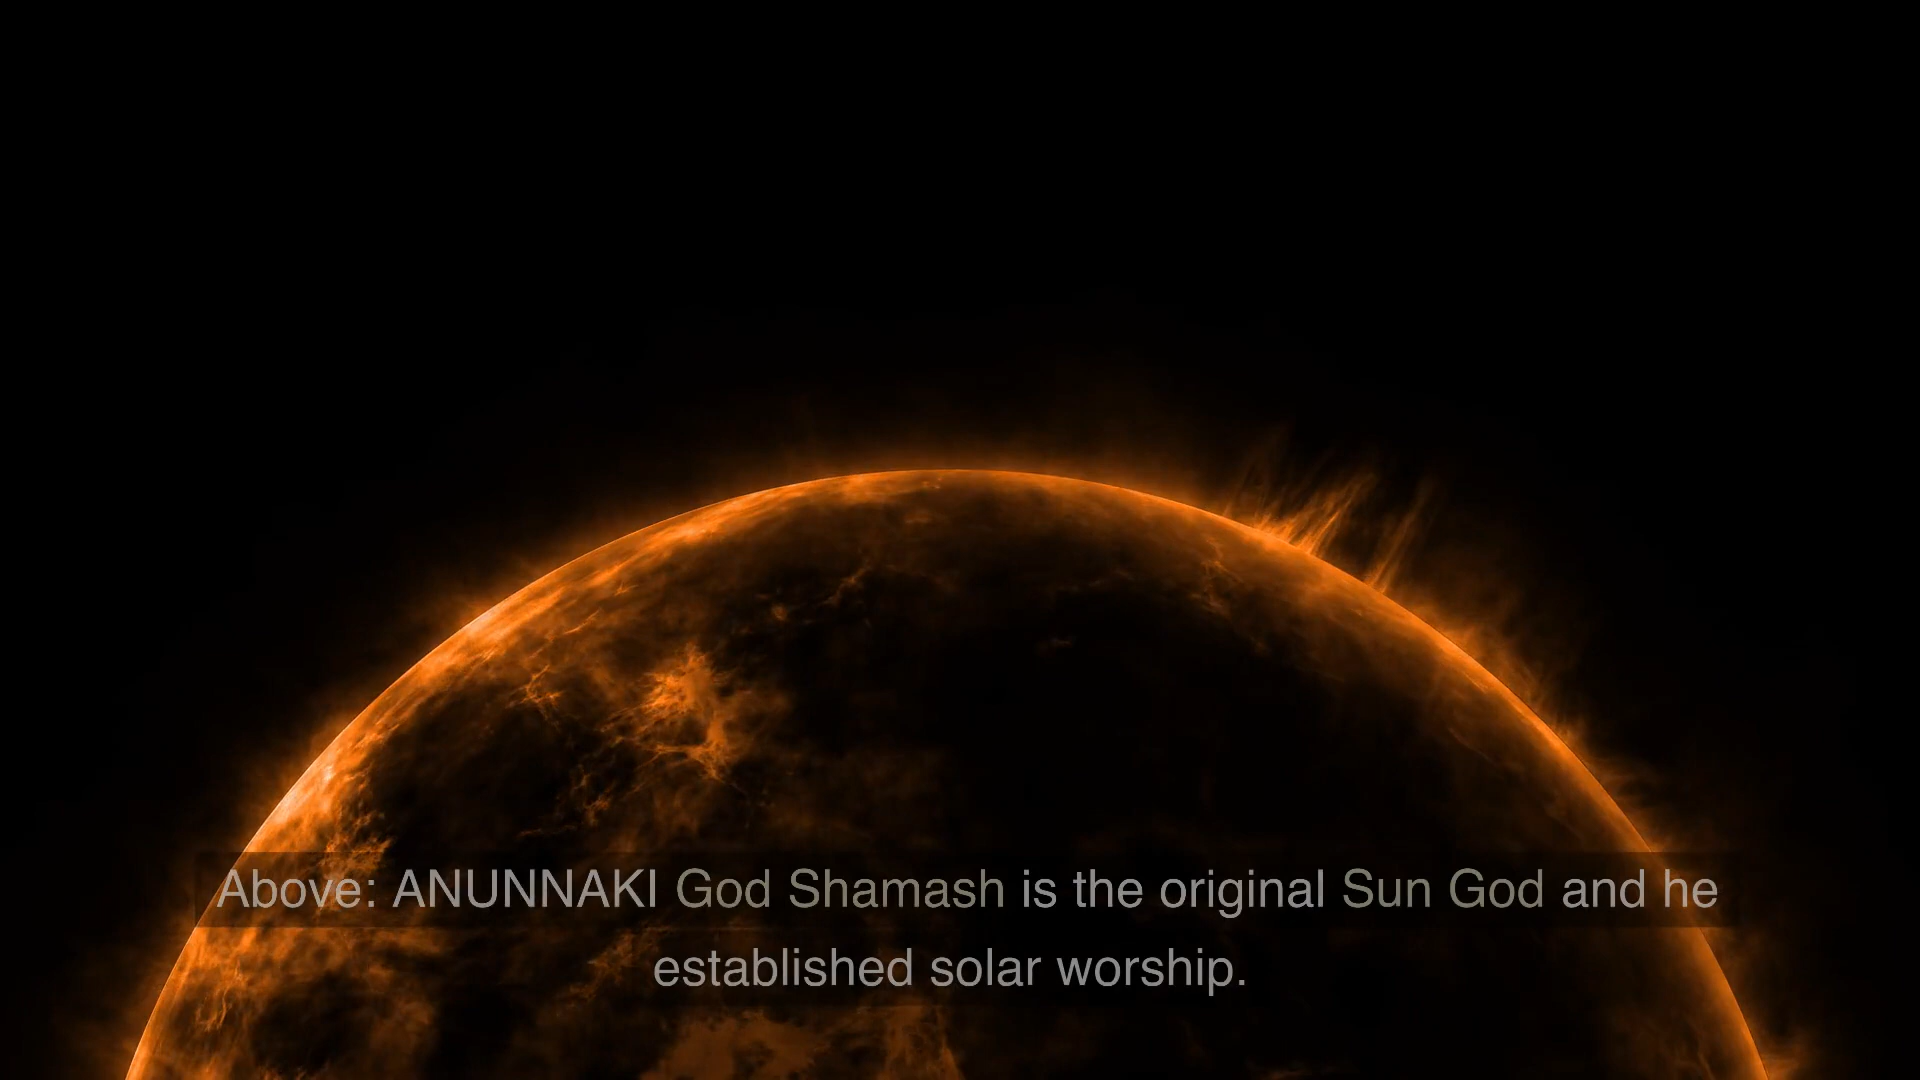 Above: ANUNNAKI God Shamash is the original Sun God and he
established solar worship.